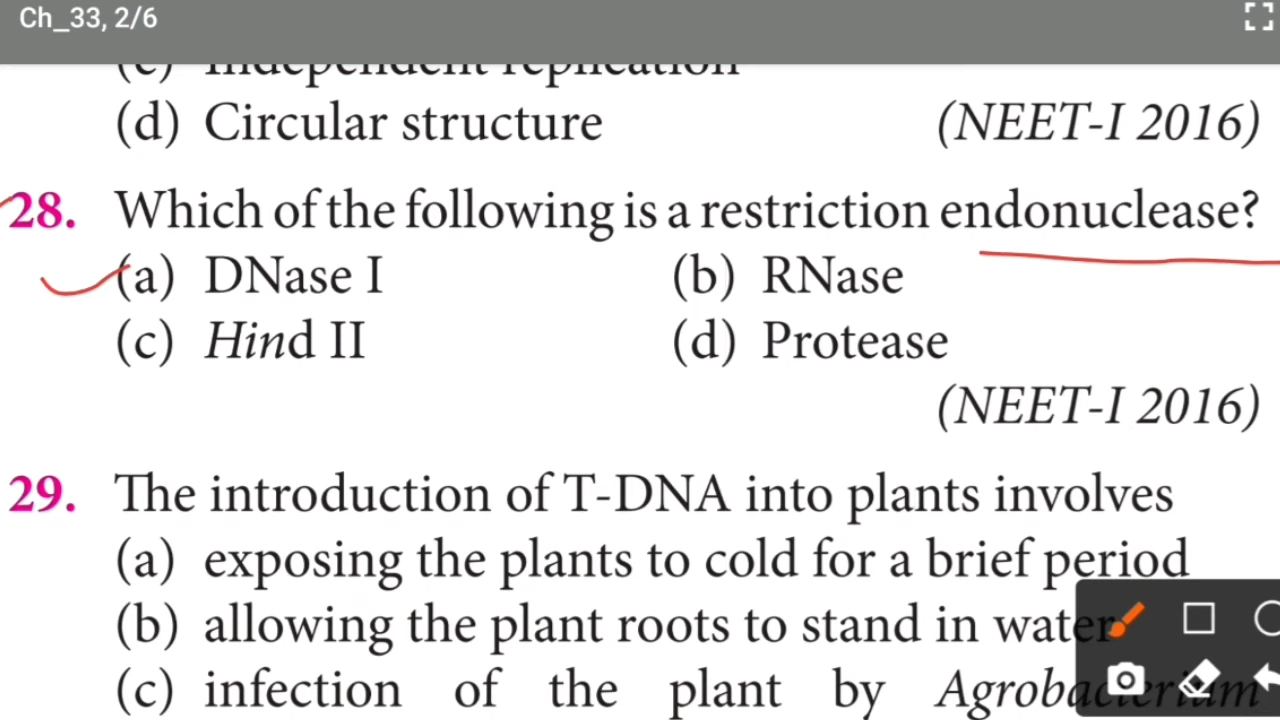 Ch_33, 2/6
(c) Independent replication
(d) Circular structure (NEET-I 2016)
28. Which of the following is a restriction endonuclease?
(a) DNase I (b) RNase
(c) Hind II (d) Protease
(NEET-I 2016)
29. The introduction of T-DNA into plants involves
(a) exposing the plants to cold for a brief period
(b) allowing the plant roots to stand in water
(c) infection of the plant by Agrobacterium